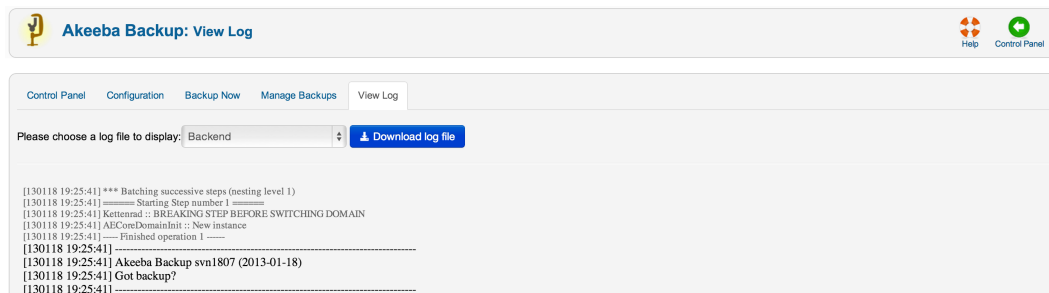 Akeeba Backup: View Log
Help
Control Panel
Control Panel
Configuration
Backup Now
Manage Backups
View Log
Please choose a log file to display: Backend
Download log file
[130118 19:25:41] *** Batching successive steps (nesting level 1)
[130118 19:25:41] ====== Starting Step number 1 ======
[130118 19:25:41] Kettenrad :: BREAKING STEP BEFORE SWITCHING DOMAIN
[130118 19:25:41] AECoreDomainInit :: New instance
[130118 19:25:41] ----- Finished operation 1 ------
[130118 19:25:41] --------------------------------------------------------------------------------
[130118 19:25:41] Akeeba Backup svn1807 (2013-01-18)
[130118 19:25:41] Got backup?
[130118 19:25:41] --------------------------------------------------------------------------------